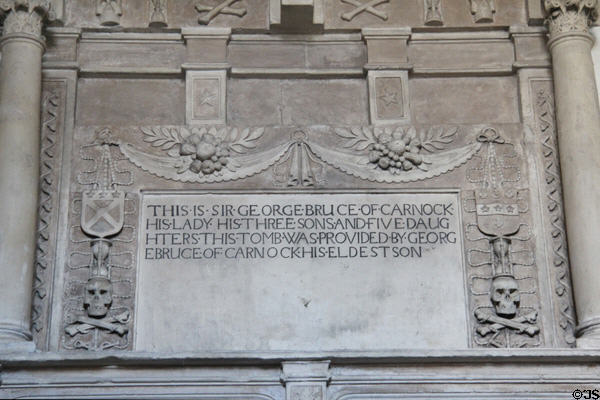 THIS·IS·SIR·GEORGE·BRUCE·OF·CARNOCK·
HIS·LADY·HIS·THREE·SONS·AND·FIVE·DAUG
HTERS·THIS·TOMB·WAS·PROVIDED·BY·GEORG
E·BRUCE·OF·CARNOCK·HIS·ELDEST·SON
©JS